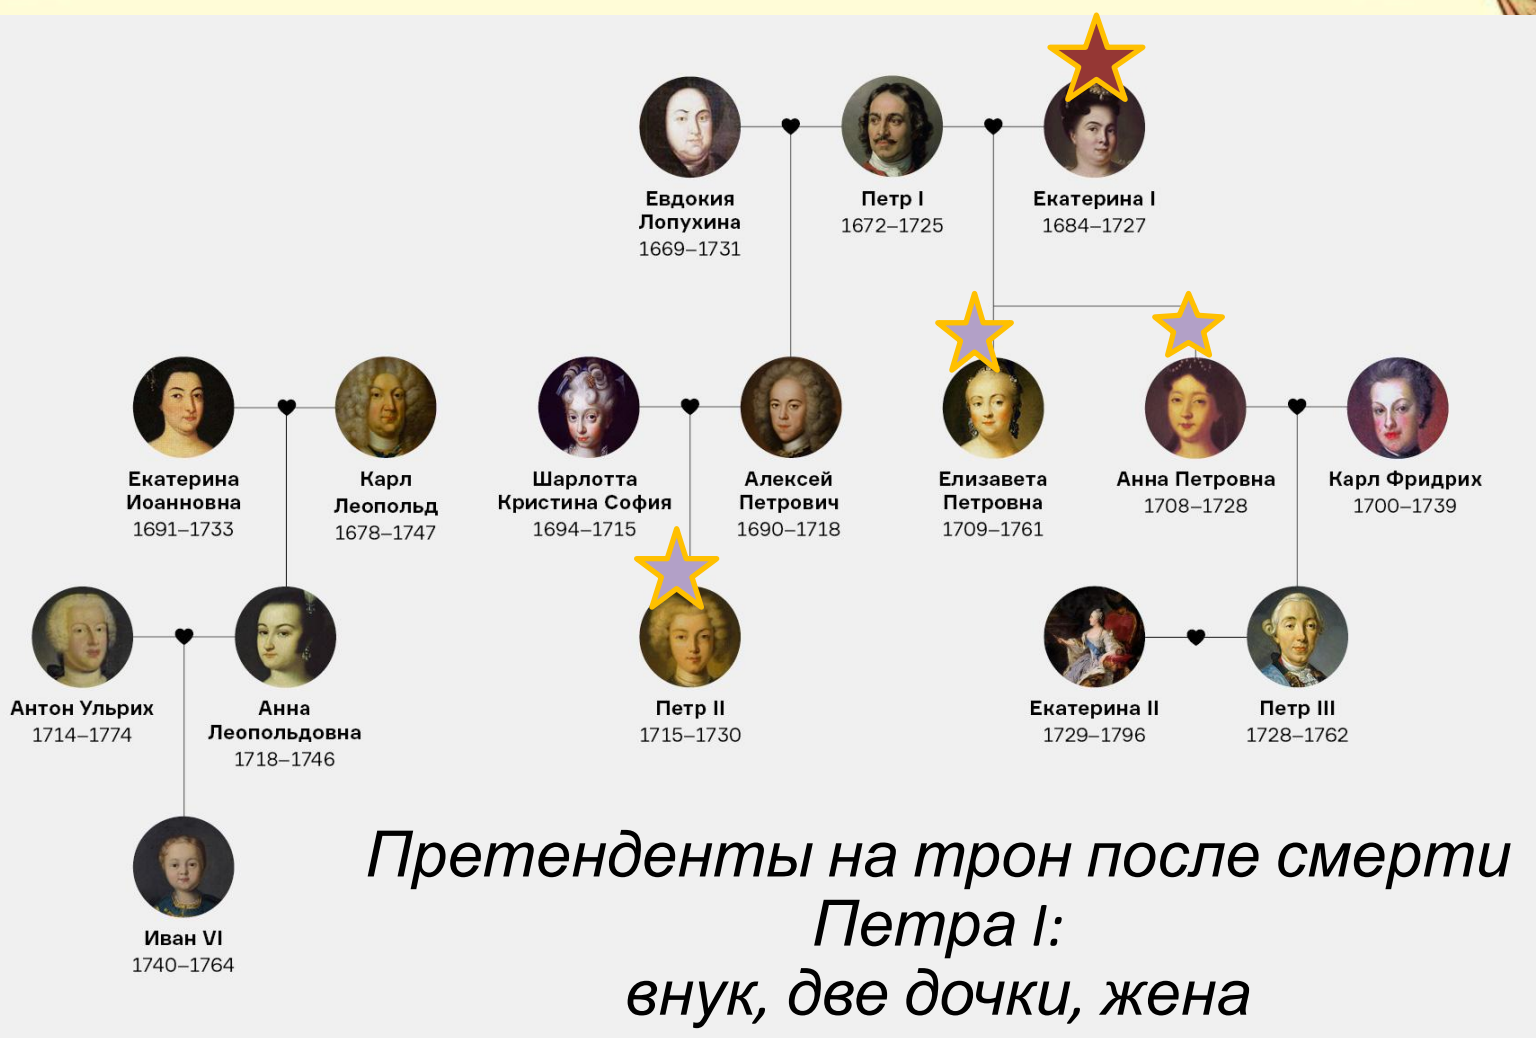 Евдокия
Лопухина
1669–1731
Петр I
1672–1725
Екатерина I
1684–1727
Екатерина
Иоанновна
1691–1733
Карл
Леопольд
1678–1747
Шарлотта
Кристина София
1694–1715
Алексей
Петрович
1690–1718
Елизавета
Петровна
1709–1761
Анна Петровна
1708–1728
Карл Фридрих
1700–1739
Антон Ульрих
1714–1774
Анна
Леопольдовна
1718–1746
Петр II
1715–1730
Екатерина II
1729–1796
Петр III
1728–1762
Иван VI
1740–1764
Претенденты на трон после смерти
Петра I:
внук, две дочки, жена